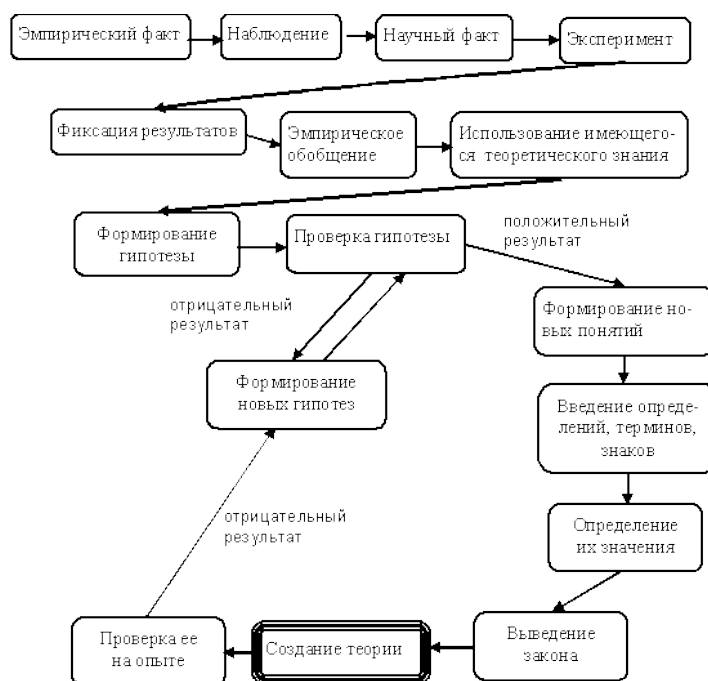 Эмпирический факт
Наблюдение
Научный факт
Эксперимент
Фиксация результатов
Эмпирическое
обобщение
Использование имеющего-
ся теоретического знания
Формирование
гипотезы
Проверка гипотезы
положительный
результат
отрицательный
результат
Формирование но-
вых понятий
Формирование
новых гипотез
Введение опреде-
лений, терминов,
знаков
отрицательный
результат
Определение
их значения
Проверка ее
на опыте
Создание теории
Выведение
закона